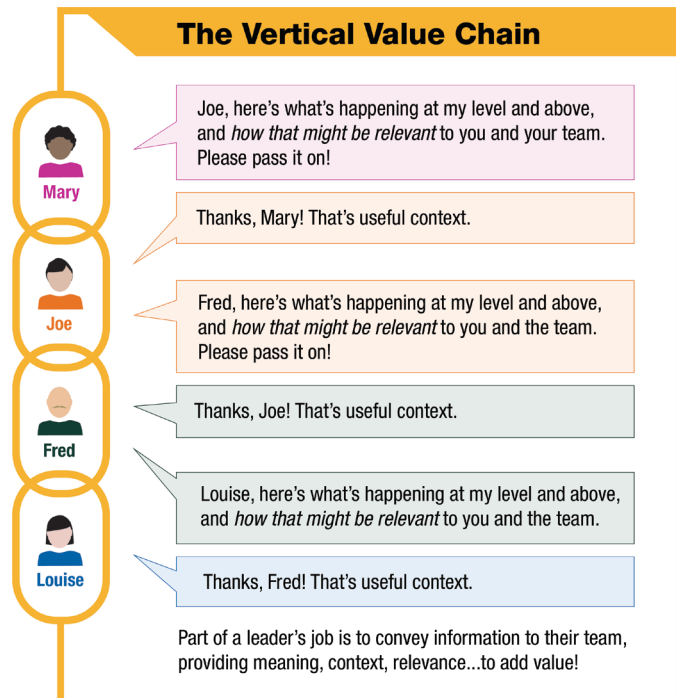 The Vertical Value Chain
Joe, here’s what’s happening at my level and above,
and how that might be relevant to you and your team.
Please pass it on!
Mary
Thanks, Mary! That’s useful context.
Joe
Fred, here’s what’s happening at my level and above,
and how that might be relevant to you and the team.
Please pass it on!
Thanks, Joe! That’s useful context.
Fred
Louise, here’s what’s happening at my level and above,
and how that might be relevant to you and the team.
Louise
Thanks, Fred! That’s useful context.
Part of a leader’s job is to convey information to their team,
providing meaning, context, relevance...to add value!